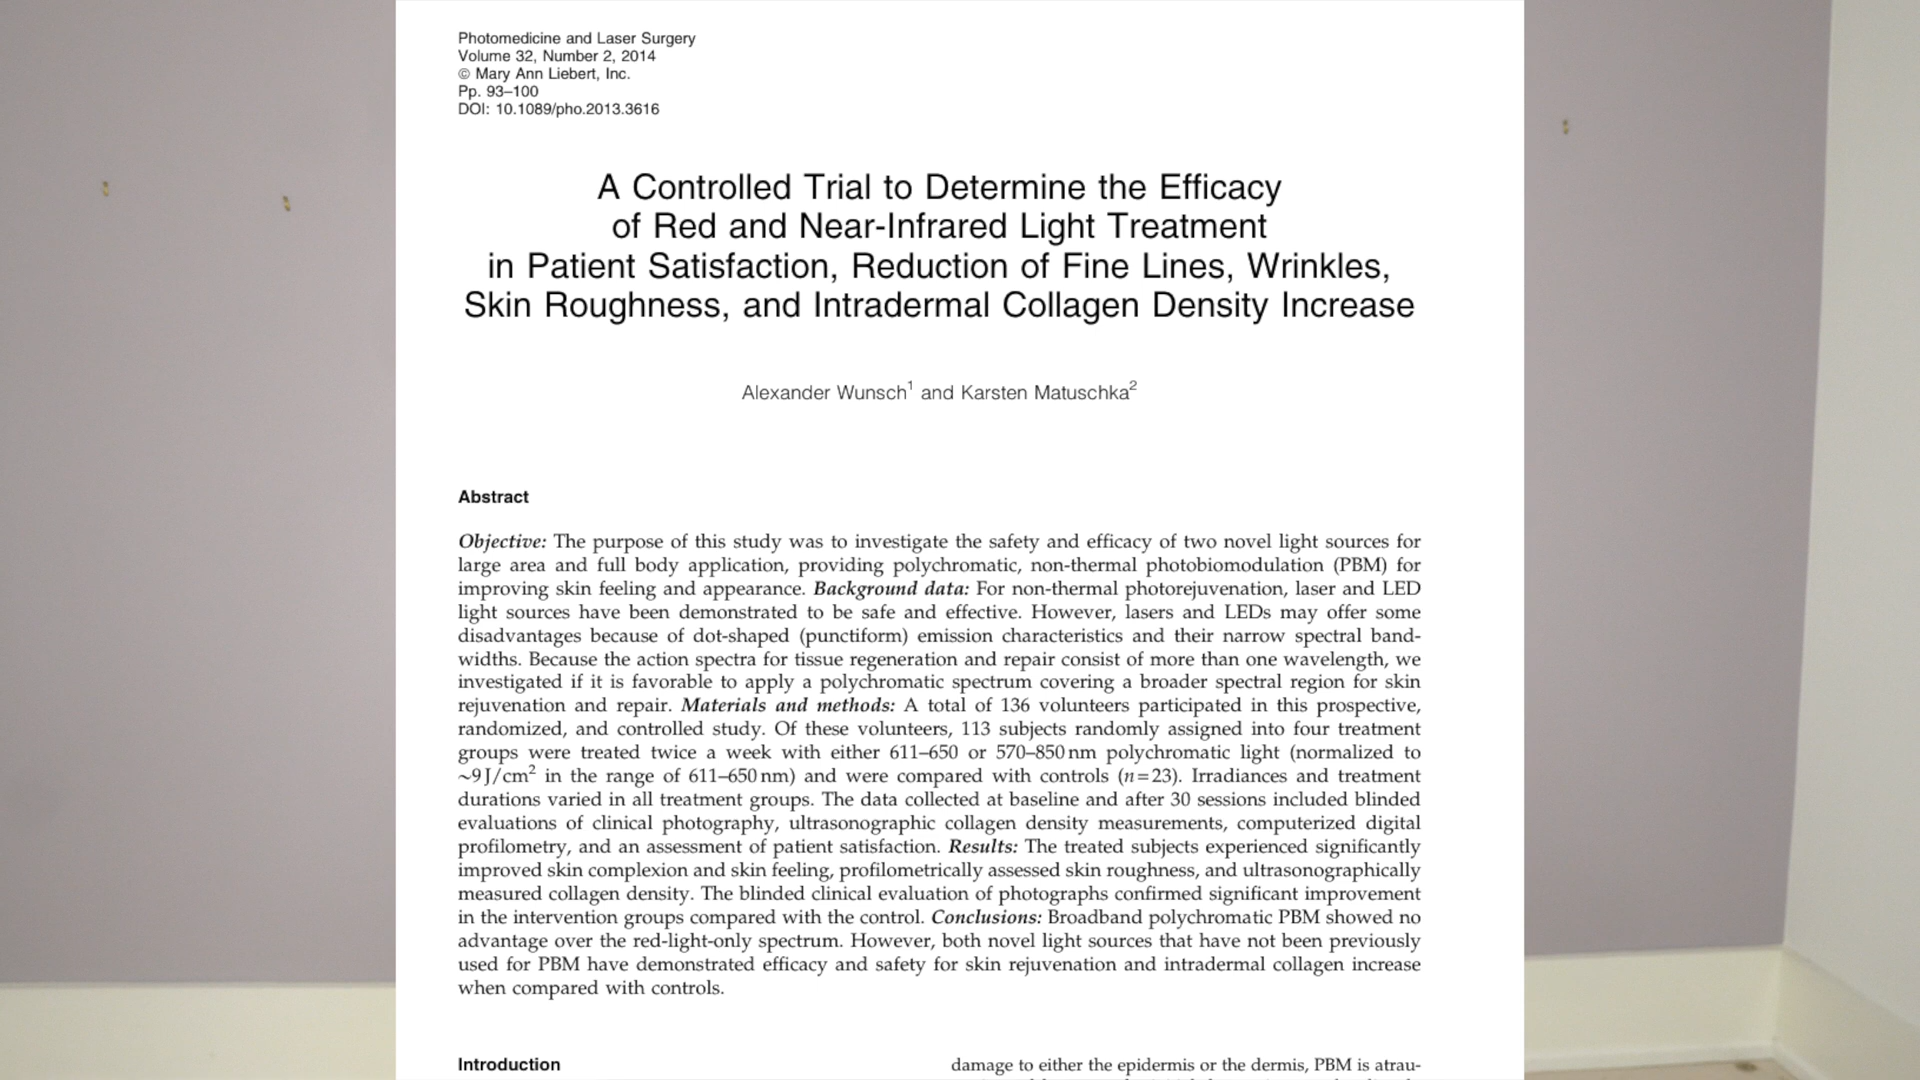 Photomedicine and Laser Surgery
Volume 32, Number 2, 2014
© Mary Ann Liebert, Inc.
Pp. 93–100
DOI: 10.1089/pho.2013.3616
A Controlled Trial to Determine the Efficacy
of Red and Near-Infrared Light Treatment
in Patient Satisfaction, Reduction of Fine Lines, Wrinkles,
Skin Roughness, and Intradermal Collagen Density Increase
Alexander Wunsch¹ and Karsten Matuschka²
Abstract
Objective: The purpose of this study was to investigate the safety and efficacy of two novel light sources for
large area and full body application, providing polychromatic, non-thermal photobiomodulation (PBM) for
improving skin feeling and appearance. Background data: For non-thermal photorejuvenation, laser and LED
light sources have been demonstrated to be safe and effective. However, lasers and LEDs may offer some
disadvantages because of dot-shaped (punctiform) emission characteristics and their narrow spectral band-
widths. Because the action spectra for tissue regeneration and repair consist of more than one wavelength, we
investigated if it is favorable to apply a polychromatic spectrum covering a broader spectral region for skin
rejuvenation and repair. Materials and methods: A total of 136 volunteers participated in this prospective,
randomized, and controlled study. Of these volunteers, 113 subjects randomly assigned into four treatment
groups were treated twice a week with either 611–650 or 570–850 nm polychromatic light (normalized to
~9 J/cm² in the range of 611–650 nm) and were compared with controls (n=23). Irradiances and treatment
durations varied in all treatment groups. The data collected at baseline and after 30 sessions included blinded
evaluations of clinical photography, ultrasonographic collagen density measurements, computerized digital
profilometry, and an assessment of patient satisfaction. Results: The treated subjects experienced significantly
improved skin complexion and skin feeling, profilometrically assessed skin roughness, and ultrasonographically
measured collagen density. The blinded clinical evaluation of photographs confirmed significant improvement
in the intervention groups compared with the control. Conclusions: Broadband polychromatic PBM showed no
advantage over the red-light-only spectrum. However, both novel light sources that have not been previously
used for PBM have demonstrated efficacy and safety for skin rejuvenation and intradermal collagen increase
when compared with controls.
Introduction
damage to either the epidermis or the dermis, PBM is atrau-